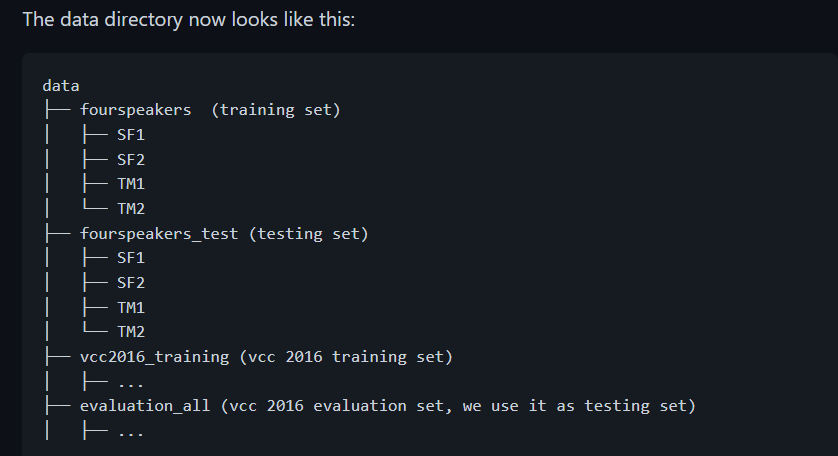 The data directory now looks like this:
data
├── fourspeakers  (training set)
│   ├── SF1
│   ├── SF2
│   ├── TM1
│   └── TM2
├── fourspeakers_test (testing set)
│   ├── SF1
│   ├── SF2
│   ├── TM1
│   └── TM2
├── vcc2016_training (vcc 2016 training set)
│   ├── ...
├── evaluation_all (vcc 2016 evaluation set, we use it as testing set)
│   ├── ...